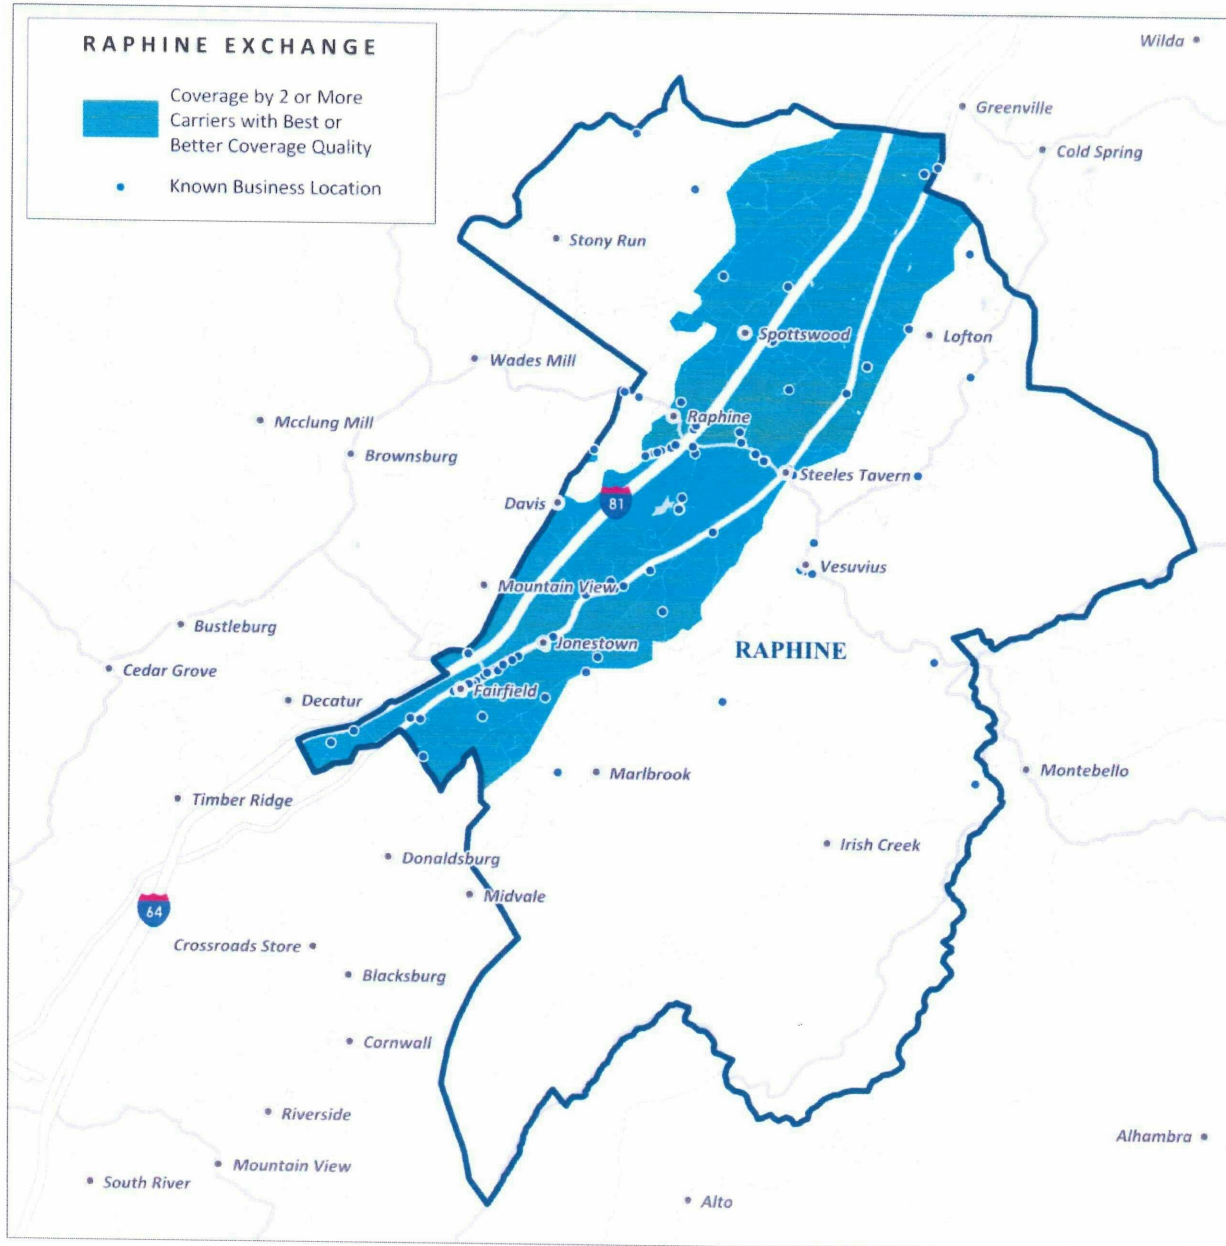 RAPHINE EXCHANGE
Coverage by 2 or More
Carriers with Best or
Better Coverage Quality
Known Business Location
Wilda
Greenville
Cold Spring
Stony Run
Spottswood
Lofton
Wades Mill
Raphine
Mcclung Mill
Brownsburg
Steeles Tavern
Davis
81
Vesuvius
Mountain View
Bustleburg
Jonestown
RAPHINE
Cedar Grove
Fairfield
Decatur
Marlbrook
Montebello
Timber Ridge
Irish Creek
Donaldsburg
Midvale
64
Crossroads Store
Blacksburg
Cornwall
Riverside
Alhambra
Mountain View
South River
Alto